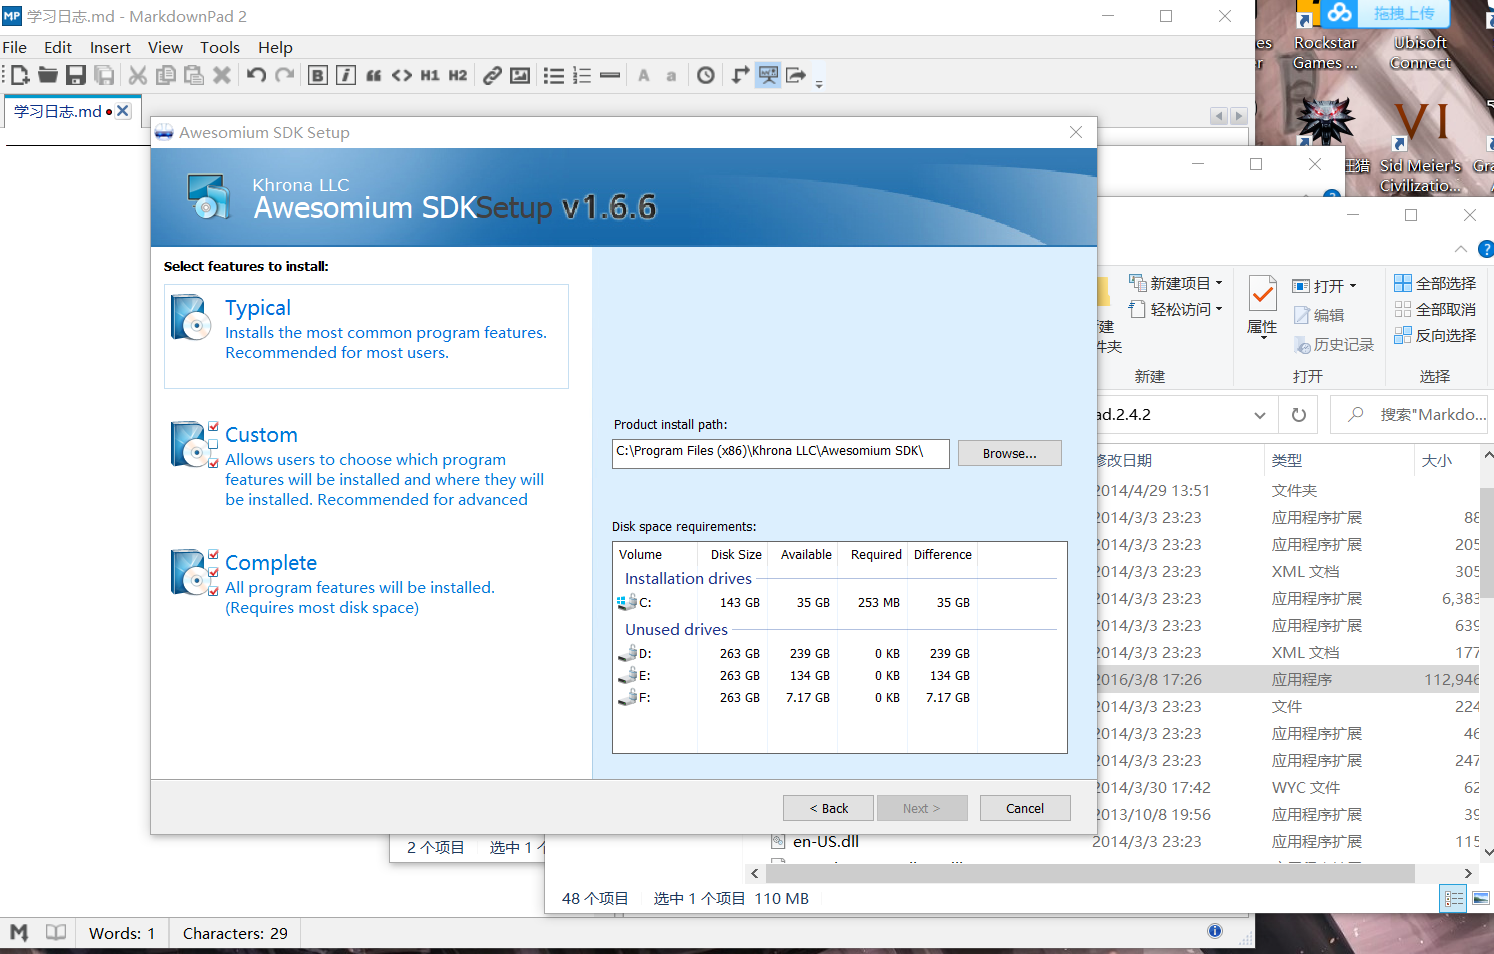 学习日志.md - MarkdownPad 2
File Edit Insert View Tools Help
B i H1 H2 A a
学习日志.md
拖拽上传
Rockstar Games ...
Ubisoft Connect
Sid Meier's Civilizatio...
Awesomium SDK Setup
Khrona LLC
Awesomium SDKSetup v1.6.6
Select features to install:
Typical
Installs the most common program features.
Recommended for most users.
Custom
Allows users to choose which program
features will be installed and where they will
be installed. Recommended for advanced
Complete
All program features will be installed.
(Requires most disk space)
Product install path:
C:\Program Files (x86)\Khrona LLC\Awesomium SDK\
Browse...
Disk space requirements:
Volume Disk Size Available Required Difference
Installation drives
C: 143 GB 35 GB 253 MB 35 GB
Unused drives
D: 263 GB 239 GB 0 KB 239 GB
E: 263 GB 134 GB 0 KB 134 GB
F: 263 GB 7.17 GB 0 KB 7.17 GB
< Back Next > Cancel
新建项目 打开 全部选择
轻松访问 编辑 全部取消
属性 历史记录 反向选择
新建 打开 选择
ad.2.4.2 搜索"Markdo...
修改日期 类型 大小
2014/4/29 13:51 文件夹
2014/3/3 23:23 应用程序扩展 88
2014/3/3 23:23 应用程序扩展 205
2014/3/3 23:23 XML 文档 305
2014/3/3 23:23 应用程序扩展 6,383
2014/3/3 23:23 应用程序扩展 639
2014/3/3 23:23 XML 文档 177
2016/3/8 17:26 应用程序 112,946
2014/3/3 23:23 文件 224
2014/3/3 23:23 应用程序扩展 46
2014/3/3 23:23 应用程序扩展 247
2014/3/30 17:42 WYC 文件 62
2013/10/8 19:56 应用程序扩展 39
en-US.dll 2014/3/3 23:23 应用程序扩展 115
2 个项目 选中 1 个
48 个项目 选中 1 个项目 110 MB
Words: 1 Characters: 29